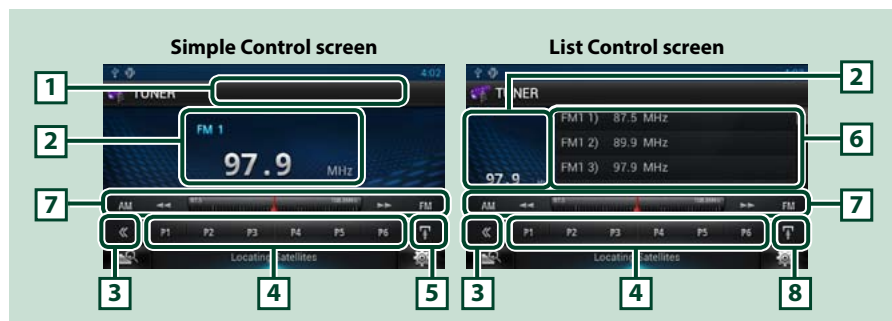 Simple Control screen
List Control screen
1
2
7
3
4
5
2
6
7
3
4
8
4:02
TUNER
FM 1
97.9 MHz
AM
FM
P1 P2 P3 P4 P5 P6
Locating Satellites
TUNER
FM1 1) 87.5 MHz
FM1 2) 89.9 MHz
FM1 3) 97.9 MHz
97.9
AM
FM
P1 P2 P3 P4 P5 P6
Locating Satellites